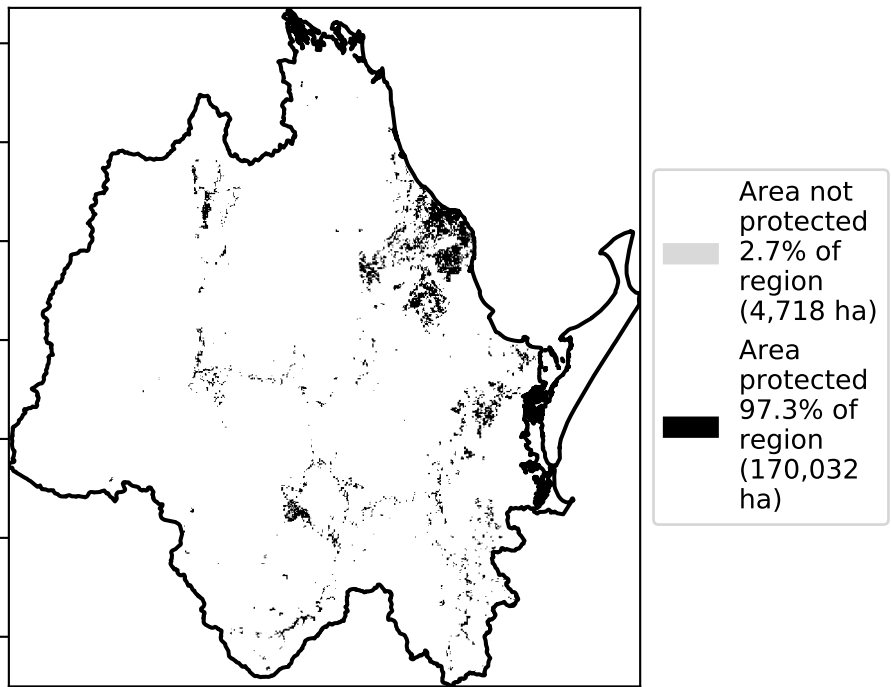 Area not
protected
2.7% of
region
(4,718 ha)
Area
protected
97.3% of
region
(170,032
ha)